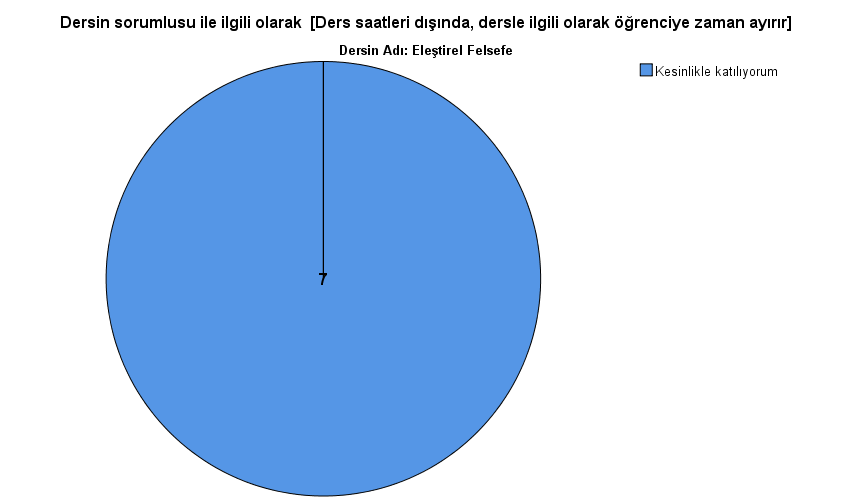 Dersin sorumlusu ile ilgili olarak  [Ders saatleri dışında, dersle ilgili olarak öğrenciye zaman ayırır]
Dersin Adı: Eleştirel Felsefe
Kesinlikle katılıyorum
7